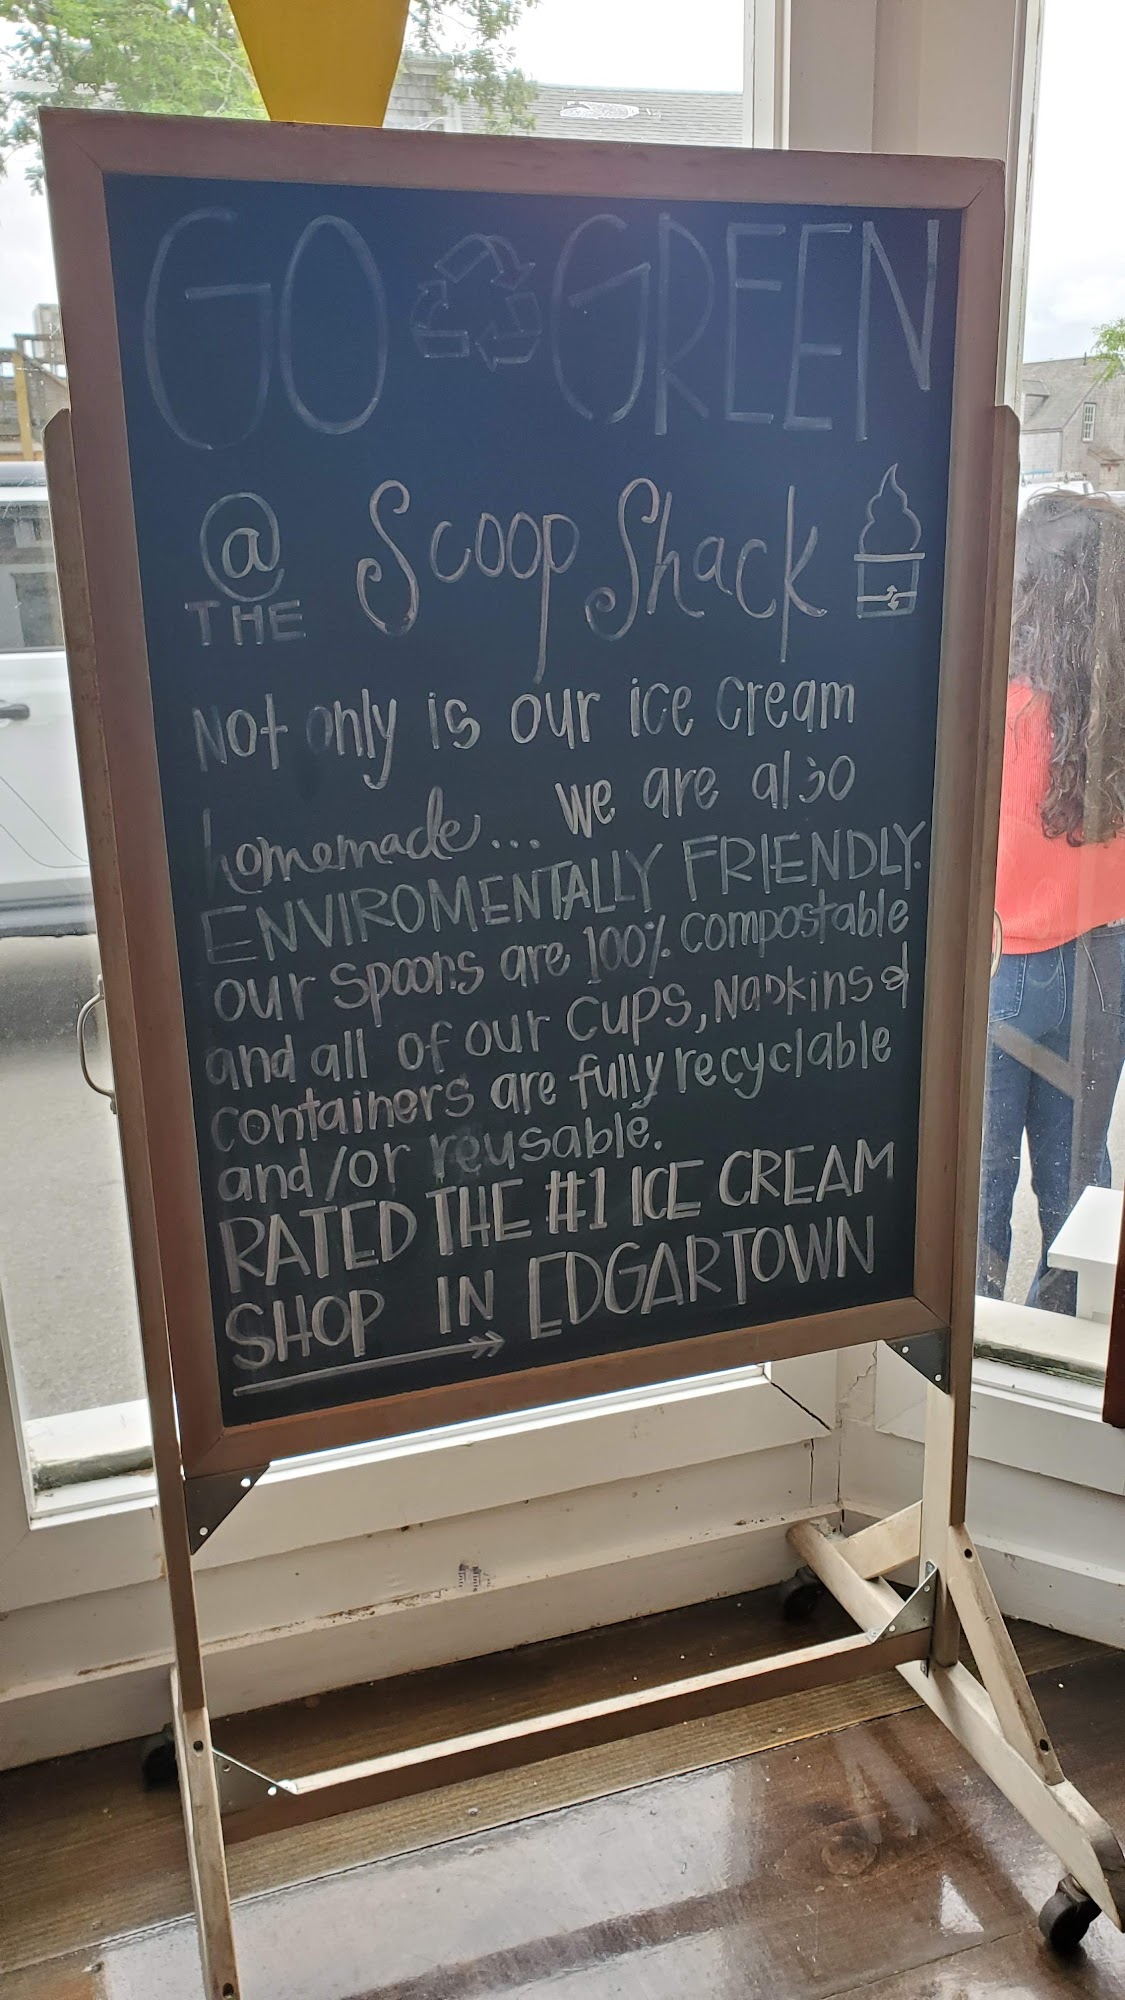 GO GREEN
@ THE Scoop Shack
Not only is our ice cream
homemade... we are also
ENVIROMENTALLY FRIENDLY.
our spoons are 100% compostable
and all of our cups, Napkins &
containers are fully recyclable
and/or reusable.
RATED THE #1 ICE CREAM
SHOP IN EDGARTOWN